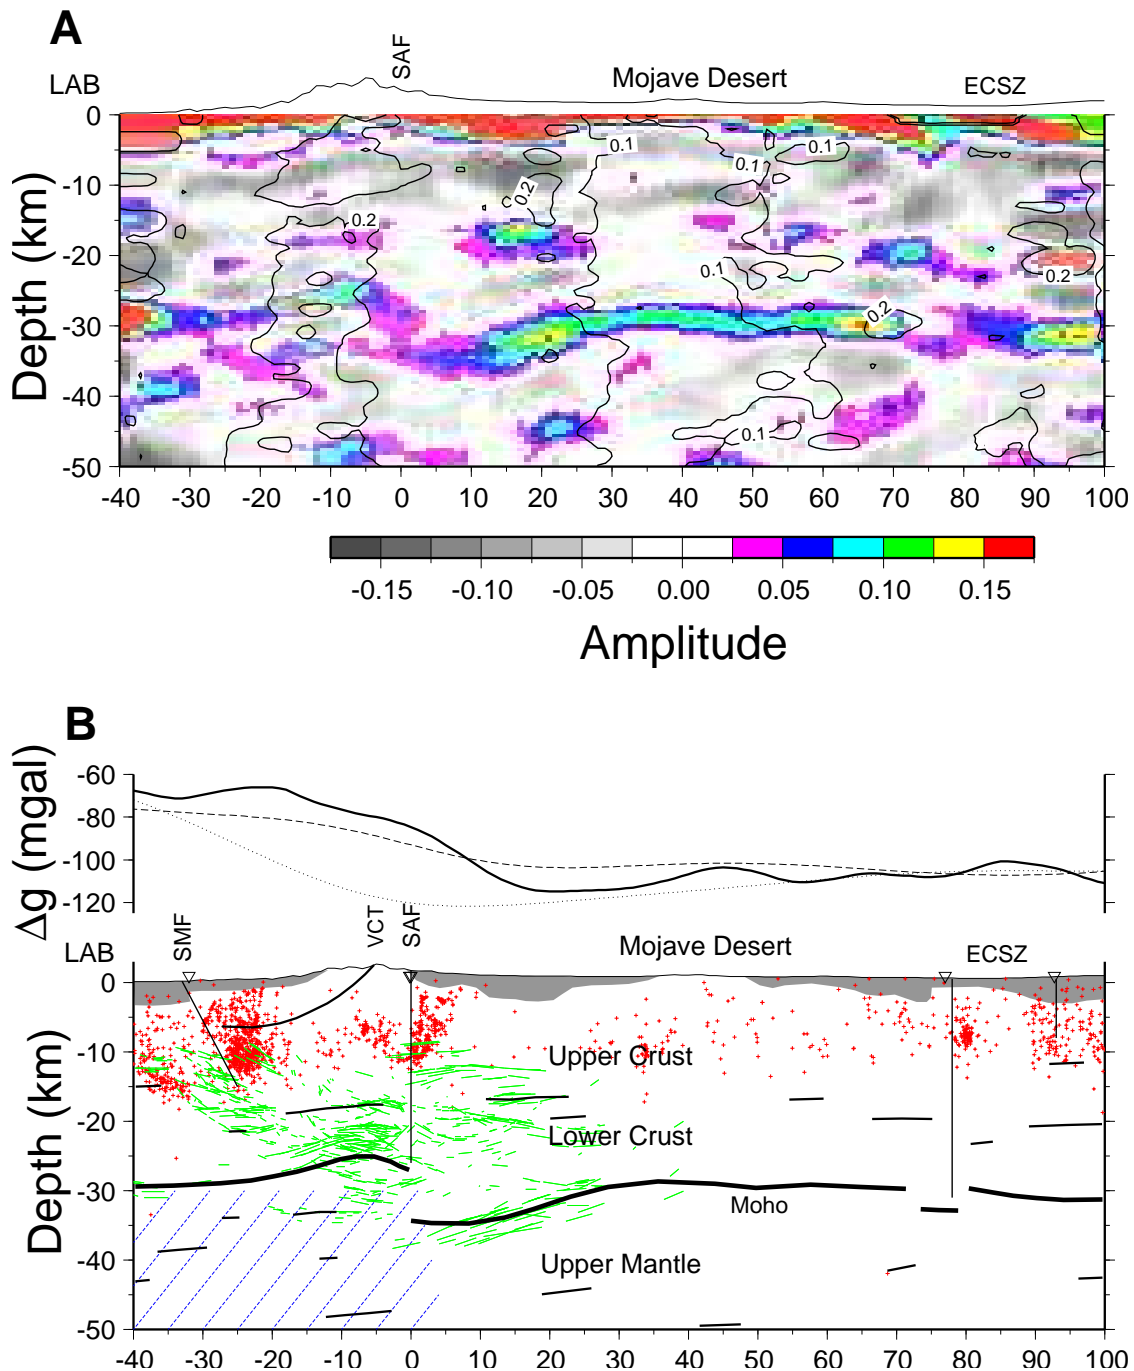 A
LAB
SAF
Mojave Desert
ECSZ
Depth (km)
0
-10
-20
-30
-40
-50
0.1
0.1
0.1
0.2
0.2
0.1
0.2
0.2
0.1
-40 -30 -20 -10 0 10 20 30 40 50 60 70 80 90 100
-0.15 -0.10 -0.05 0.00 0.05 0.10 0.15
Amplitude
B
Δg (mgal)
-60
-80
-100
-120
LAB
SMF
VCT
SAF
Mojave Desert
ECSZ
Depth (km)
0
-10
-20
-30
-40
-50
Upper Crust
Lower Crust
Moho
Upper Mantle
-40 -30 -20 -10 0 10 20 30 40 50 60 70 80 90 100